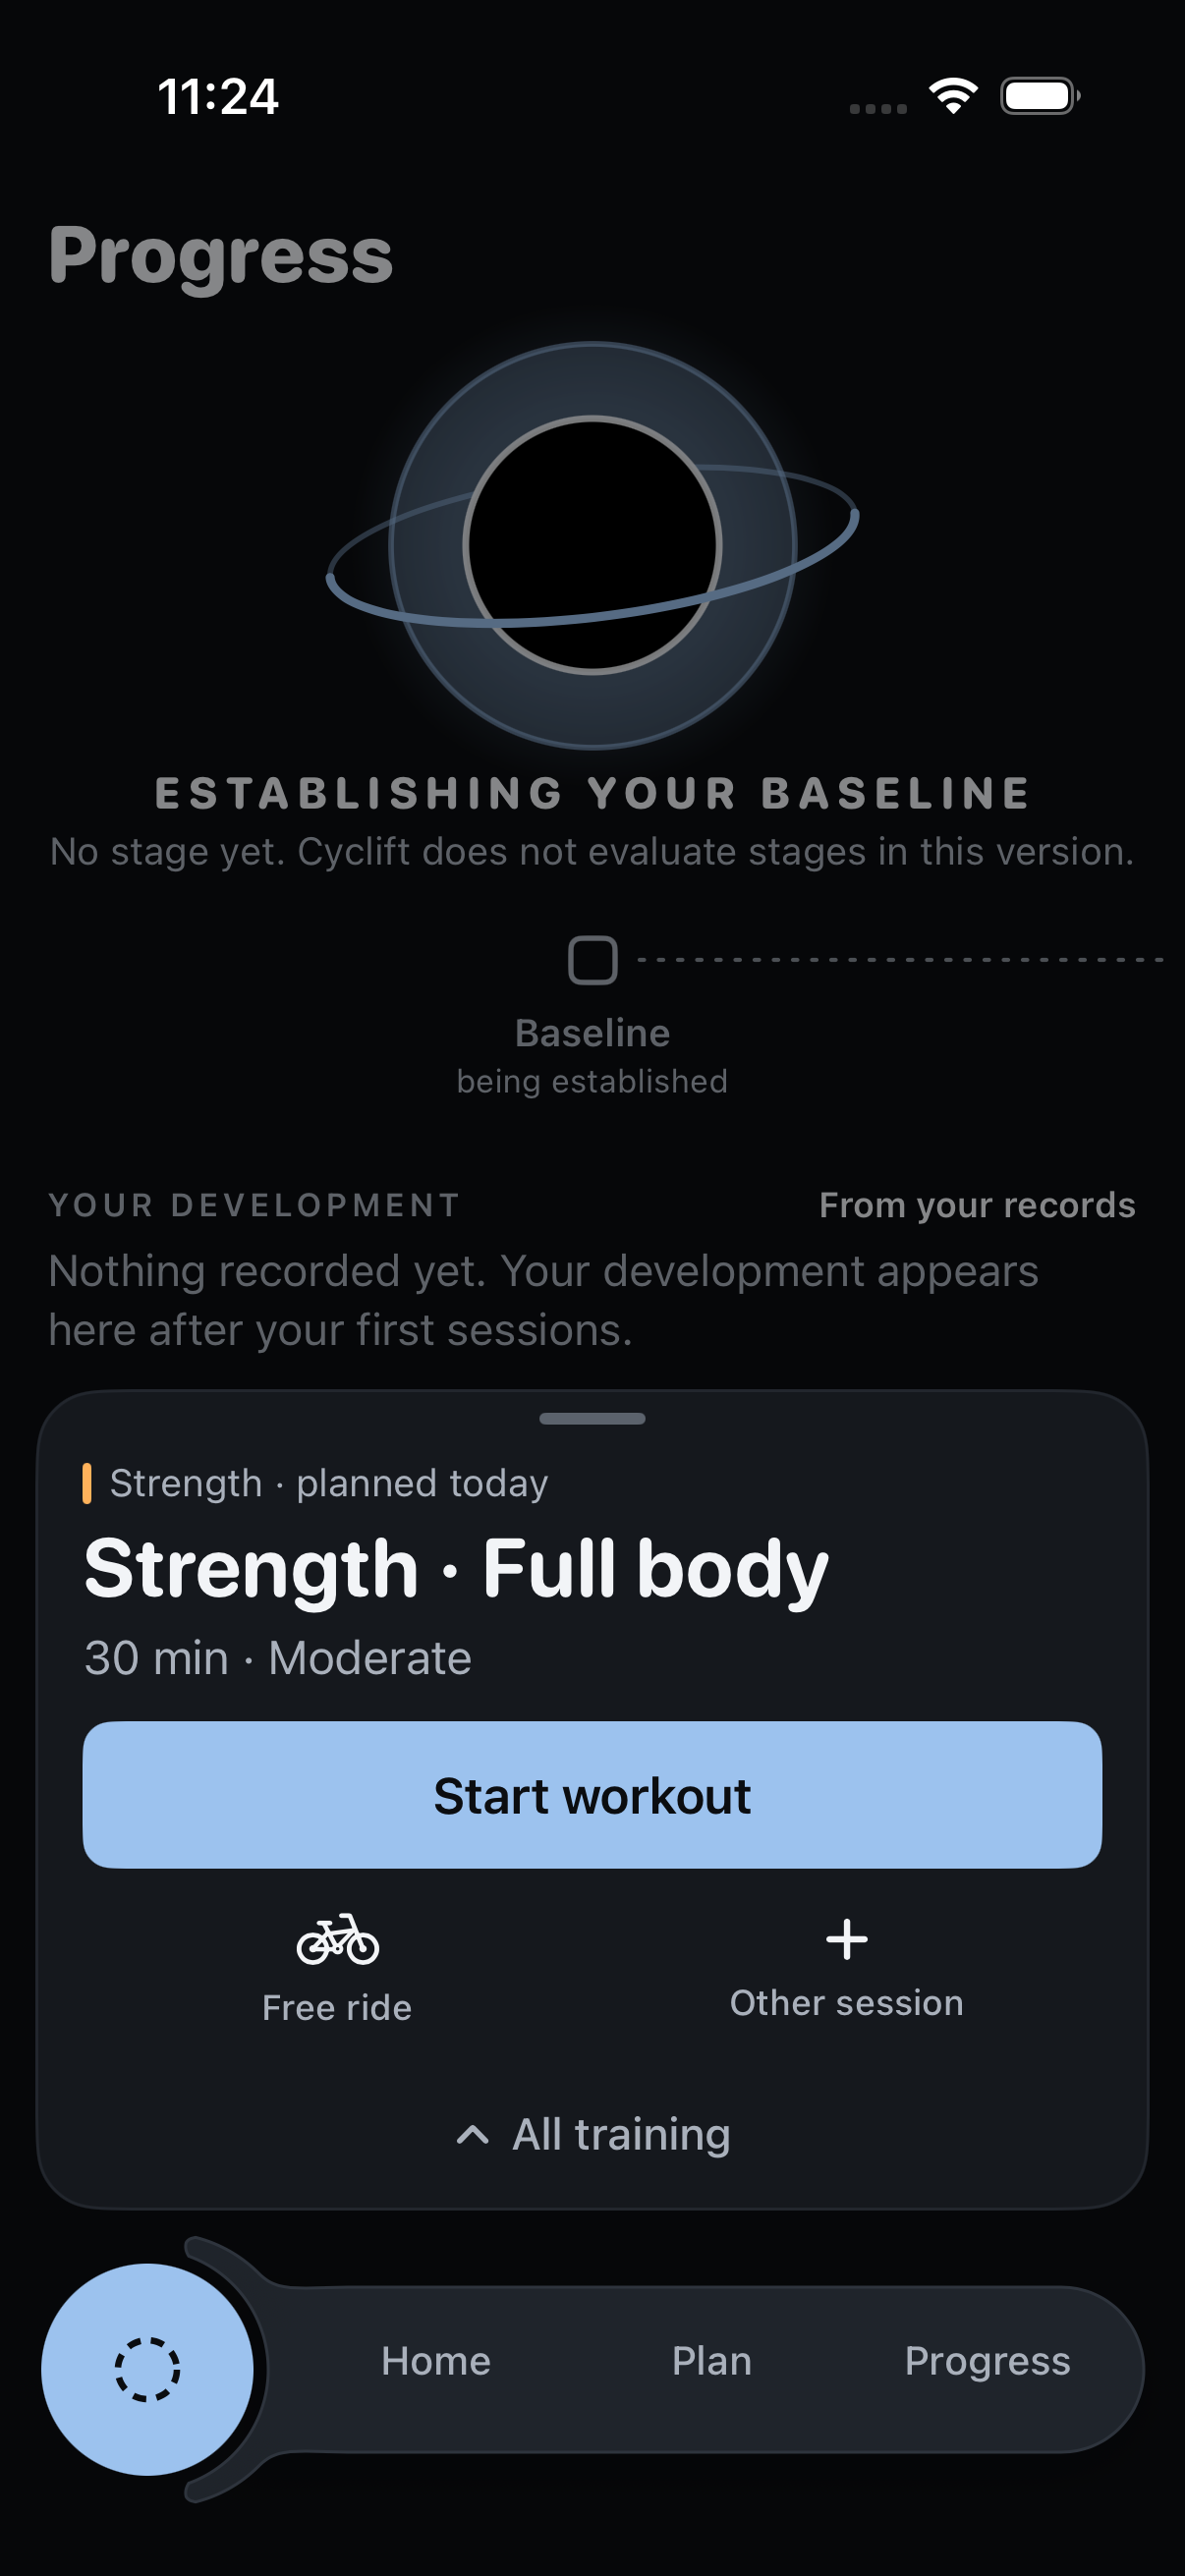 11:24
Progress
ESTABLISHING YOUR BASELINE
No stage yet. Cyclift does not evaluate stages in this version.
Baseline
being established
YOUR DEVELOPMENT
From your records
Nothing recorded yet. Your development appears
here after your first sessions.
Strength · planned today
Strength · Full body
30 min · Moderate
Start workout
Free ride
Other session
All training
Home
Plan
Progress